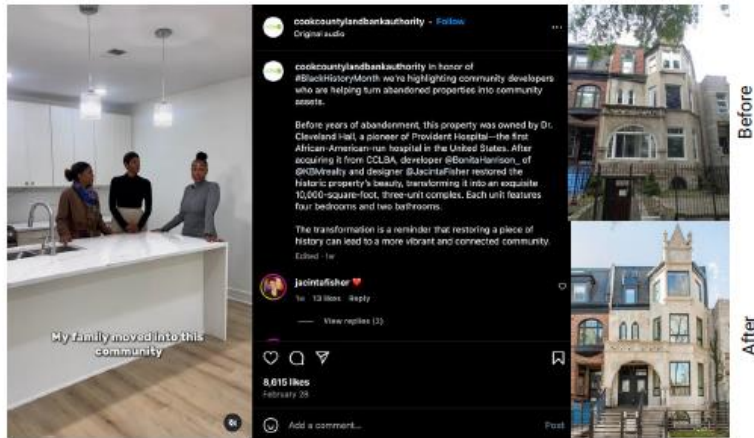 My family moved into this
community
cookcountylandbankauthority • Follow
Original audio
cookcountylandbankauthority In honor of
#BlackHistoryMonth we're highlighting community developers
who are helping turn abandoned properties into community
assets.
Before years of abandonment, this property was owned by Dr.
Cleveland Hall, a pioneer of Provident Hospital—the first
African-American-run hospital in the United States. After
acquiring it from CCLBA, developer @BonitaHarrison_ of
@KBMrealty and designer @JacintaFisher restored the
historic property's beauty, transforming it into an exquisite
10,000-square-foot, three-unit complex. Each unit features
four bedrooms and two bathrooms.
The transformation is a reminder that restoring a piece of
history can lead to a more vibrant and connected community.
Edited · 1w
jacintafisher ❤️
1w 13 likes Reply
View replies (3)
8,615 likes
February 28
Add a comment...
Post
Before
After